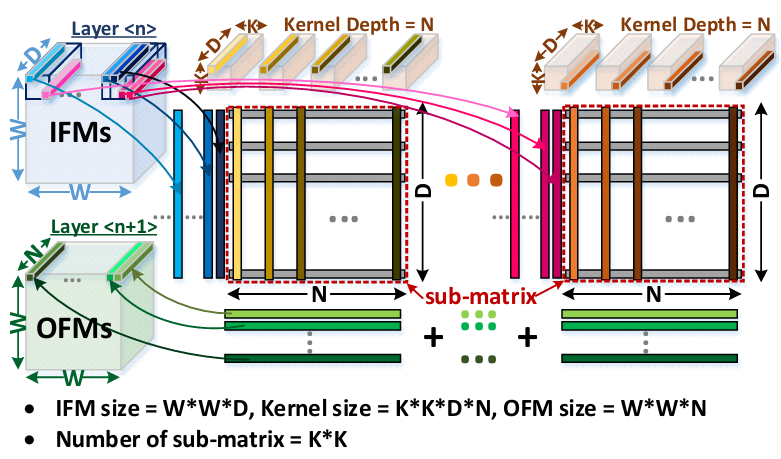 Layer <n>
D
W
IFMs
W
Layer <n+1>
N
W
OFMs
W
K
D
K
Kernel Depth = N
K
D
K
Kernel Depth = N
D
N
D
N
sub-matrix
+
+
• IFM size = W*W*D, Kernel size = K*K*D*N, OFM size = W*W*N
• Number of sub-matrix = K*K